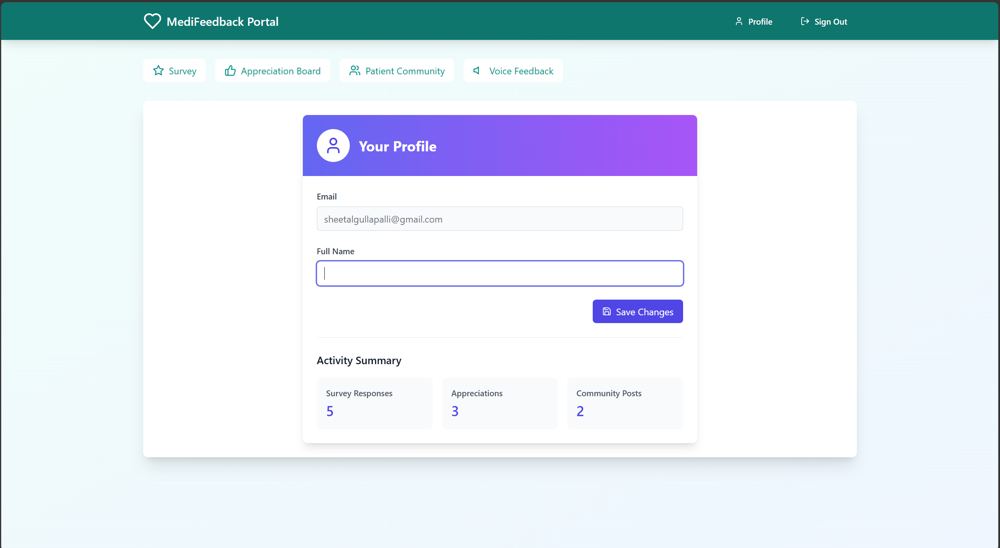 MediFeedback Portal
Profile
Sign Out
Survey
Appreciation Board
Patient Community
Voice Feedback
Your Profile
Email
sheetalgullapalli@gmail.com
Full Name
Save Changes
Activity Summary
Survey Responses
5
Appreciations
3
Community Posts
2